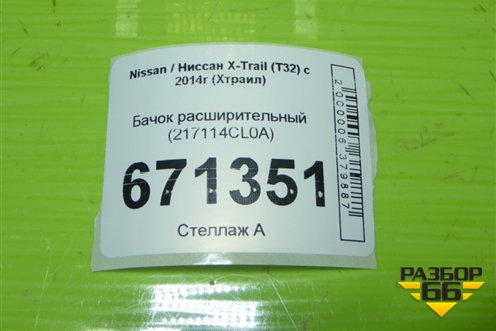 Nissan / Ниссан X-Trail (T32) с
2014г (Хтраил)
Бачок расширительный
(217114CL0A)
671351
Стеллаж А
2000006379887
РАЗБОР
66